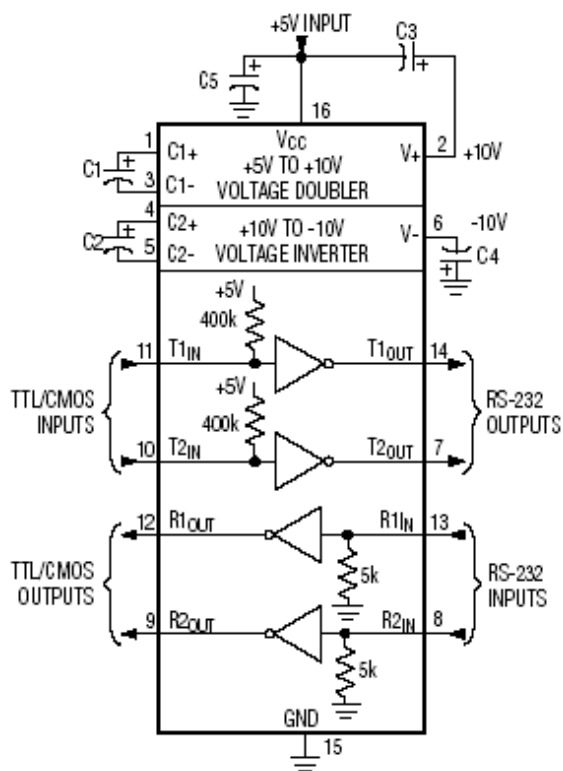 +5V INPUT
C3
+
C5
+
16
1
C1+
VCC
V+
2
+10V
C1
+
+5V TO +10V
3
C1-
VOLTAGE DOUBLER
4
C2+
+10V TO -10V
V-
6
-10V
C2
+
5
C2-
VOLTAGE INVERTER
C4
+
+5V
400k
11
T1IN
T1OUT
14
+5V
TTL/CMOS
INPUTS
RS-232
OUTPUTS
400k
10
T2IN
T2OUT
7
12
R1OUT
R1IN
13
TTL/CMOS
OUTPUTS
5k
RS-232
INPUTS
9
R2OUT
R2IN
8
5k
GND
15